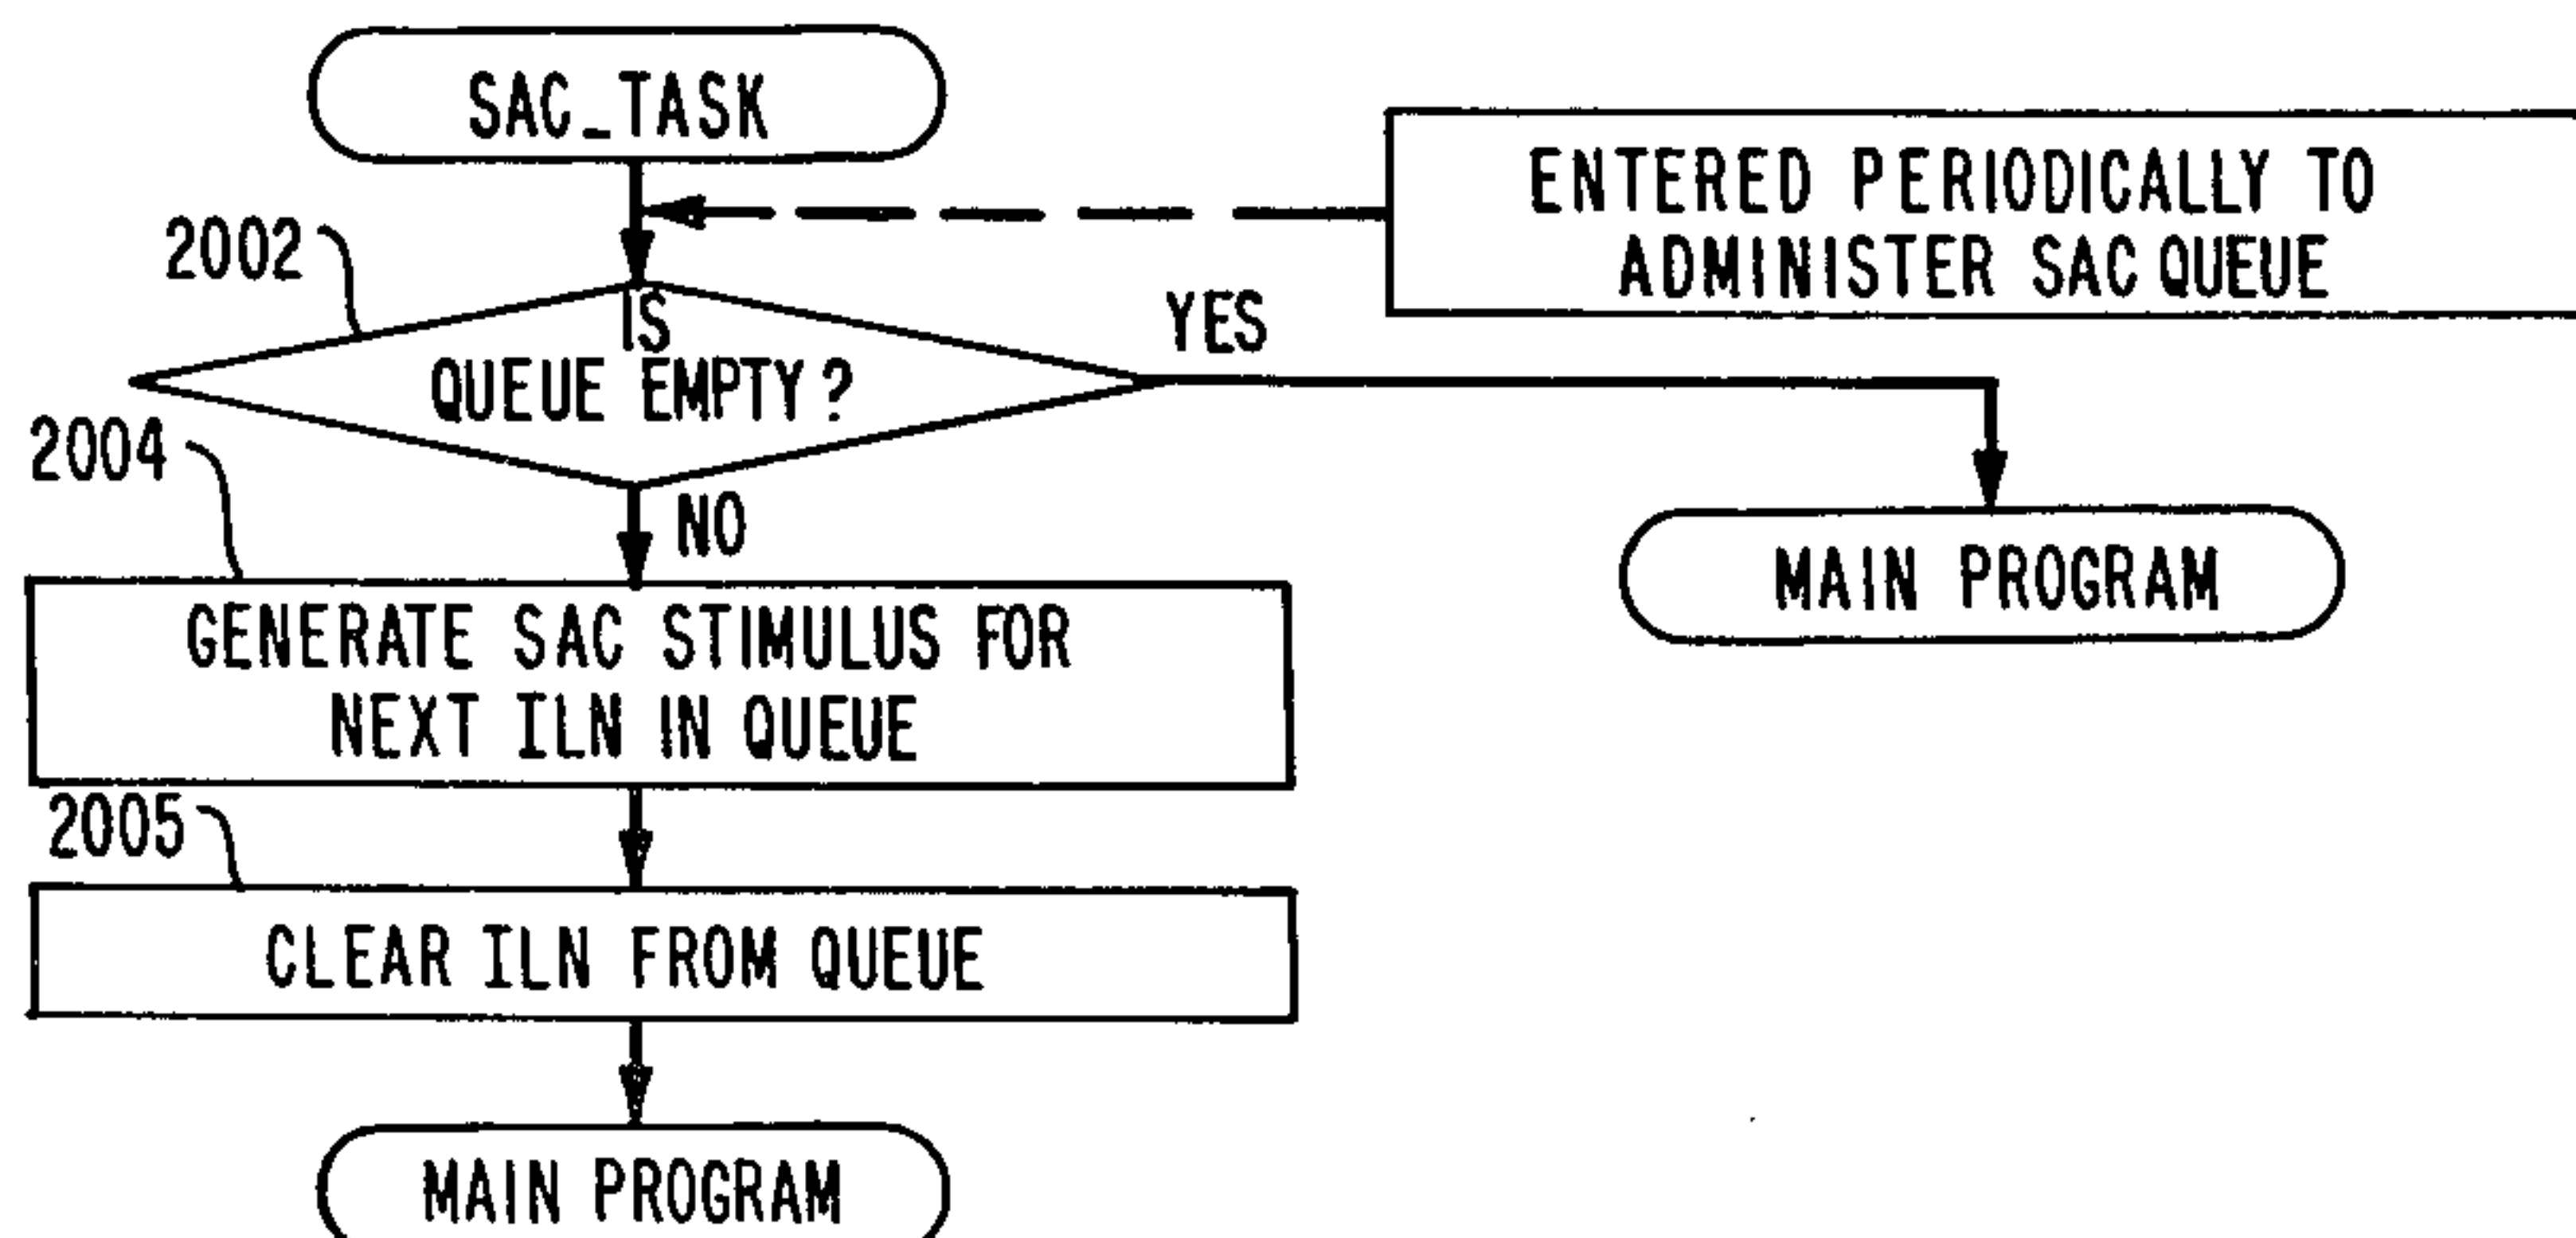 SAC_TASK
ENTERED PERIODICALLY TO
ADMINISTER SAC QUEUE
2002
IS
QUEUE EMPTY?
YES
2004
NO
MAIN PROGRAM
GENERATE SAC STIMULUS FOR
NEXT ILN IN QUEUE
2005
CLEAR ILN FROM QUEUE
MAIN PROGRAM